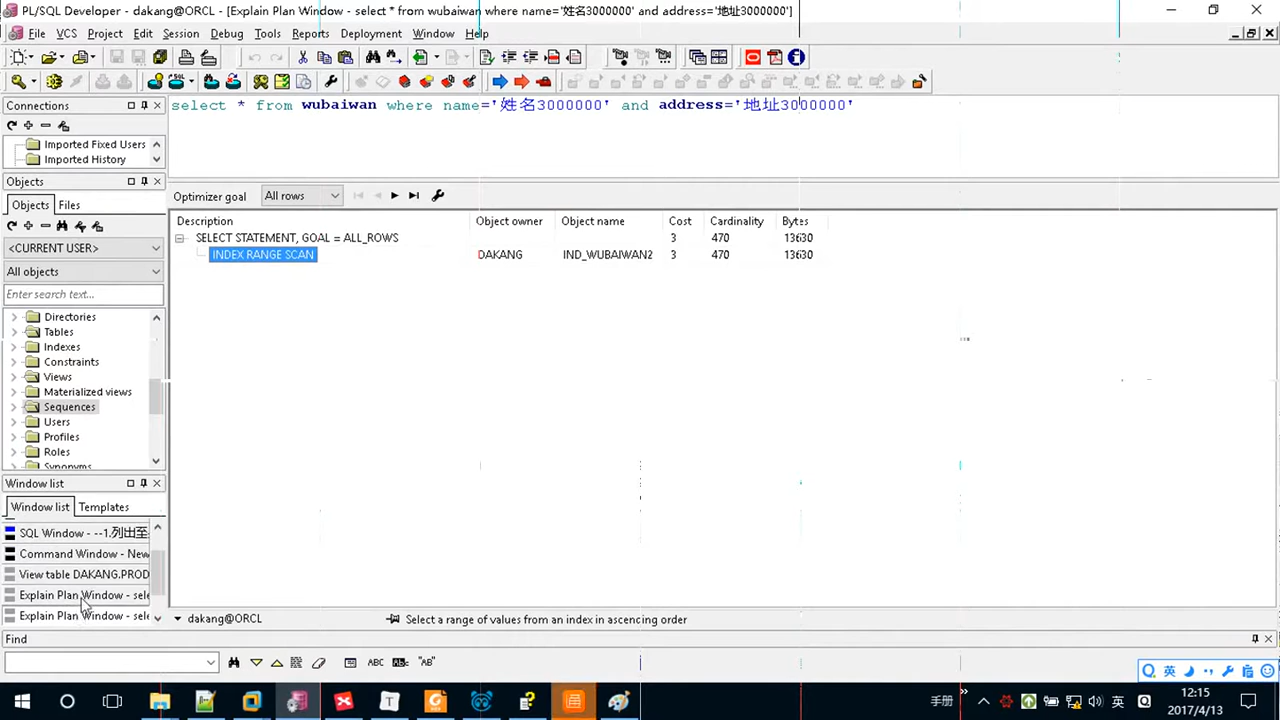 PL/SQL Developer - dakang@ORCL - [Explain Plan Window - select * from wubaiwan where name='姓名3000000' and address='地址3000000']
File VCS Project Edit Session Debug Tools Reports Deployment Window Help
Connections
Imported Fixed Users
Imported History
Objects
Objects Files
<CURRENT USER>
All objects
Enter search text...
Directories
Tables
Indexes
Constraints
Views
Materialized views
Sequences
Users
Profiles
Roles
Synonyms
Window list
Window list Templates
SQL Window - --1.列出至
Command Window - New
View table DAKANG.PROD
Explain Plan Window - sele
Explain Plan Window - sele
select * from wubaiwan where name='姓名3000000' and address='地址3000000'
Optimizer goal All rows
Description Object owner Object name Cost Cardinality Bytes
SELECT STATEMENT, GOAL = ALL_ROWS 3 470 13630
INDEX RANGE SCAN DAKANG IND_WUBAIWAN2 3 470 13630
dakang@ORCL Select a range of values from an index in ascending order
Find
ABC "AB"
英
手册 英 12:15
2017/4/13